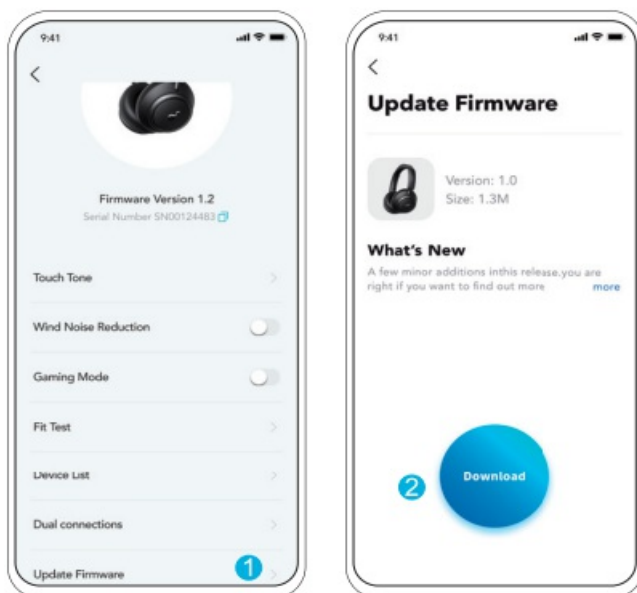 9:41
Firmware Version 1.2
Serial Number SN00124483
Touch Tone
Wind Noise Reduction
Gaming Mode
Fit Test
Device List
Dual connections
Update Firmware
1
9:41
Update Firmware
Version: 1.0
Size: 1.3M
What's New
A few minor additions inthis release.you are
right if you want to find out more more
2
Download